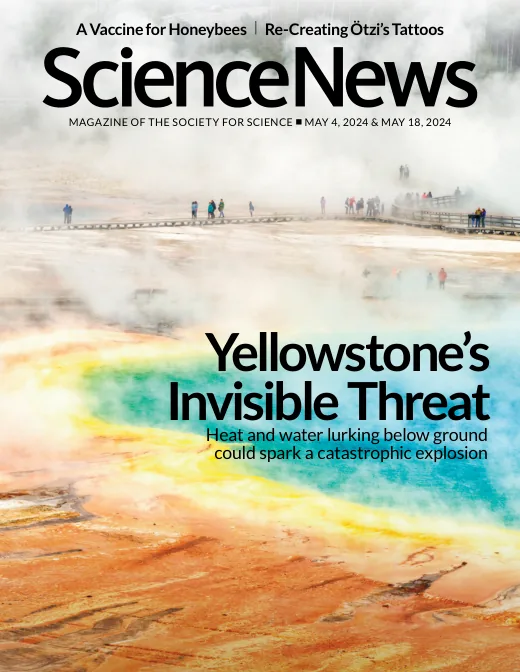 A Vaccine for Honeybees | Re-Creating Ötzi's Tattoos
ScienceNews
MAGAZINE OF THE SOCIETY FOR SCIENCE ■ MAY 4, 2024 & MAY 18, 2024
Yellowstone's
Invisible Threat
Heat and water lurking below ground
could spark a catastrophic explosion